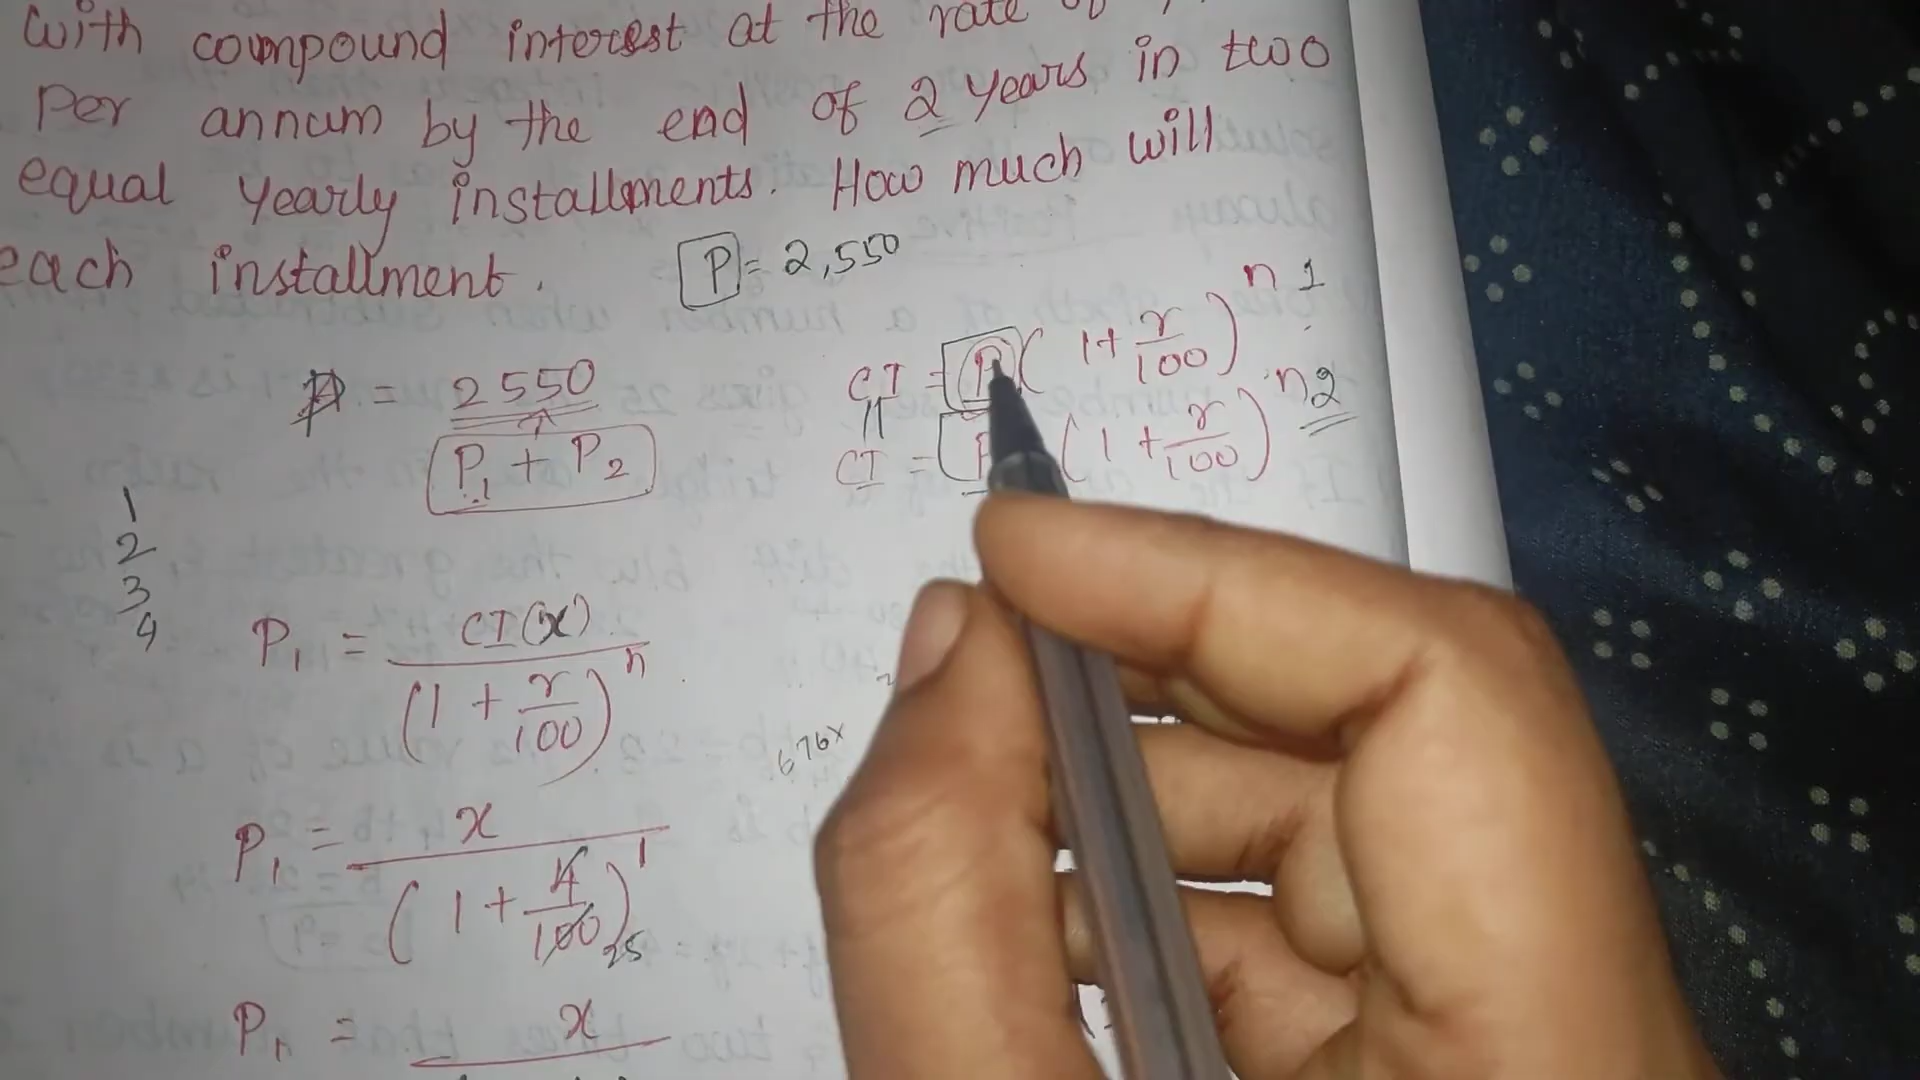 with compound interest at the rate of
Per annum by the end of 2 years in two
equal yearly installments. How much will
each installment.
P = 2,550
CI = P ( 1 + r/100 ) n 1
P = 2550
P1 + P2
CI = P ( 1 + r/100 ) n2
1
2
3
4
P1 = CI(x) / ( 1 + r/100 ) n
676x
P1 = x / ( 1 + 4/100 ) 1
25
P1 = x